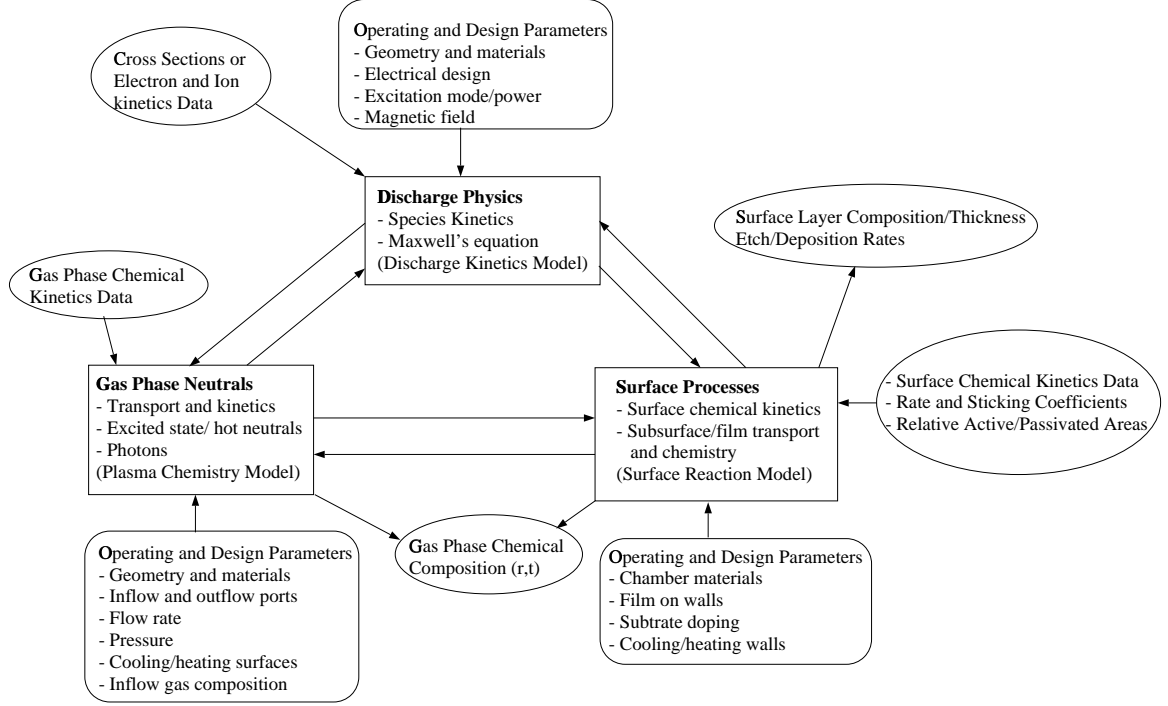 Operating and Design Parameters
- Geometry and materials
- Electrical design
- Excitation mode/power
- Magnetic field
Cross Sections or
Electron and Ion
kinetics Data
Discharge Physics
- Species Kinetics
- Maxwell's equation
(Discharge Kinetics Model)
Surface Layer Composition/Thickness
Etch/Deposition Rates
Gas Phase Chemical
Kinetics Data
Gas Phase Neutrals
- Transport and kinetics
- Excited state/ hot neutrals
- Photons
(Plasma Chemistry Model)
Surface Processes
- Surface chemical kinetics
- Subsurface/film transport
and chemistry
(Surface Reaction Model)
- Surface Chemical Kinetics Data
- Rate and Sticking Coefficients
- Relative Active/Passivated Areas
Operating and Design Parameters
- Geometry and materials
- Inflow and outflow ports
- Flow rate
- Pressure
- Cooling/heating surfaces
- Inflow gas composition
Gas Phase Chemical
Composition (r,t)
Operating and Design Parameters
- Chamber materials
- Film on walls
- Subtrate doping
- Cooling/heating walls